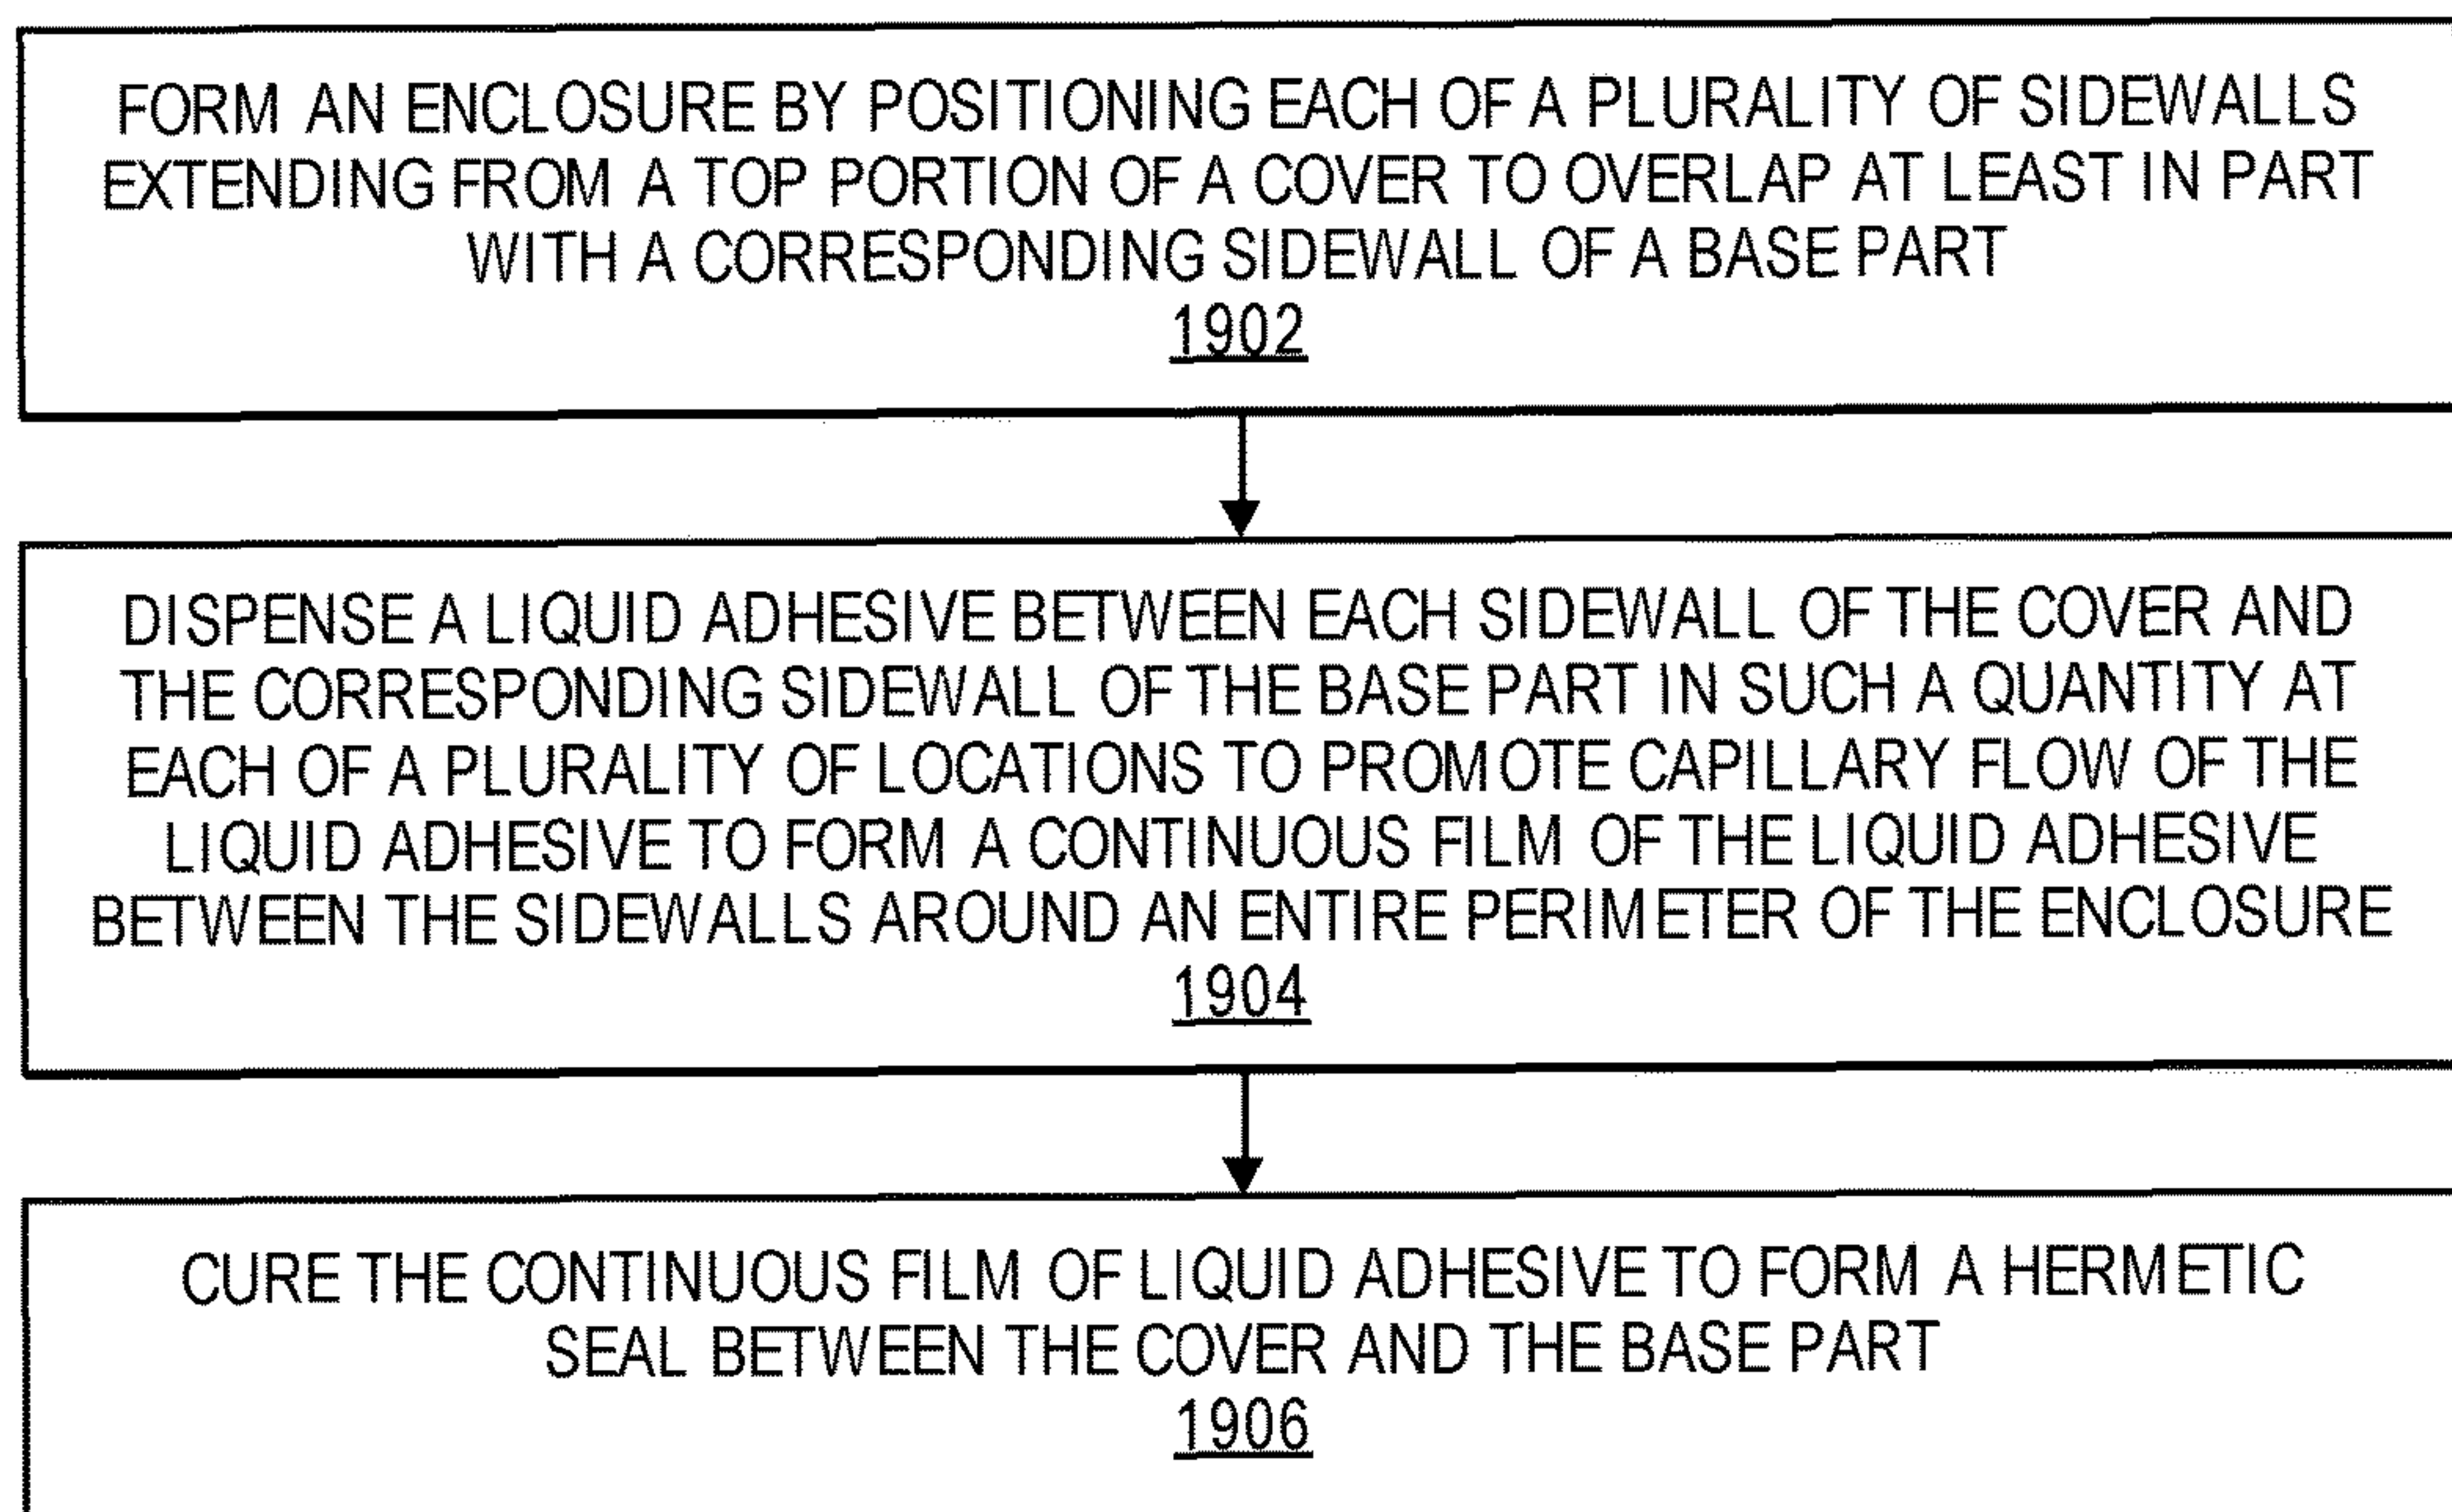 FORM AN ENCLOSURE BY POSITIONING EACH OF A PLURALITY OF SIDEWALLS
EXTENDING FROM A TOP PORTION OF A COVER TO OVERLAP AT LEAST IN PART
WITH A CORRESPONDING SIDEWALL OF A BASE PART
1902
DISPENSE A LIQUID ADHESIVE BETWEEN EACH SIDEWALL OF THE COVER AND
THE CORRESPONDING SIDEWALL OF THE BASE PART IN SUCH A QUANTITY AT
EACH OF A PLURALITY OF LOCATIONS TO PROMOTE CAPILLARY FLOW OF THE
LIQUID ADHESIVE TO FORM A CONTINUOUS FILM OF THE LIQUID ADHESIVE
BETWEEN THE SIDEWALLS AROUND AN ENTIRE PERIMETER OF THE ENCLOSURE
1904
CURE THE CONTINUOUS FILM OF LIQUID ADHESIVE TO FORM A HERMETIC
SEAL BETWEEN THE COVER AND THE BASE PART
1906